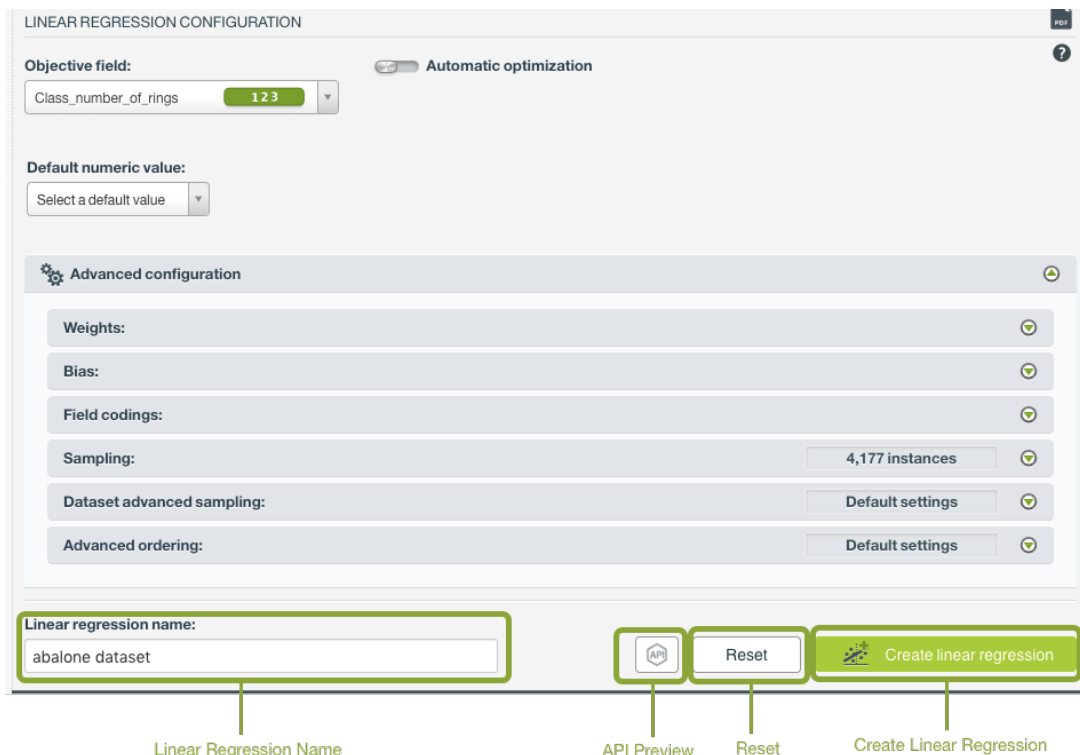 LINEAR REGRESSION CONFIGURATION
PDF
?
Objective field:
Automatic optimization
Class_number_of_rings 123
Default numeric value:
Select a default value
Advanced configuration
Weights:
Bias:
Field codings:
Sampling: 4,177 instances
Dataset advanced sampling: Default settings
Advanced ordering: Default settings
Linear regression name:
abalone dataset
API
Reset
Create linear regression
Linear Regression Name
API Preview
Reset
Create Linear Regression